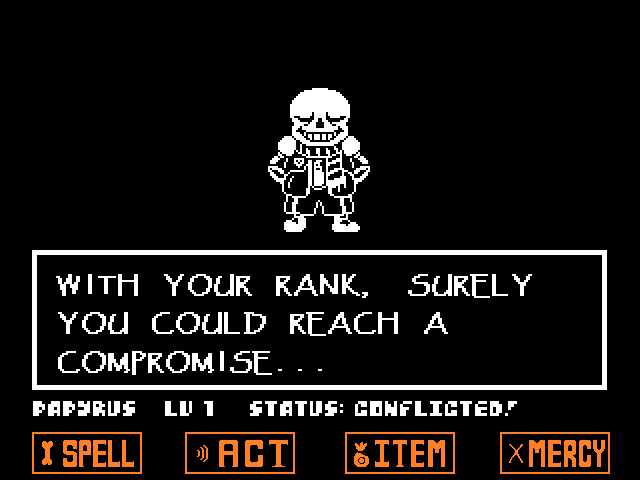 WITH YOUR RANK, SURELY
YOU COULD REACH A
COMPROMISE...
PAPYRUS LV 1 STATUS: CONFLICTED!
SPELL ACT ITEM MERCY